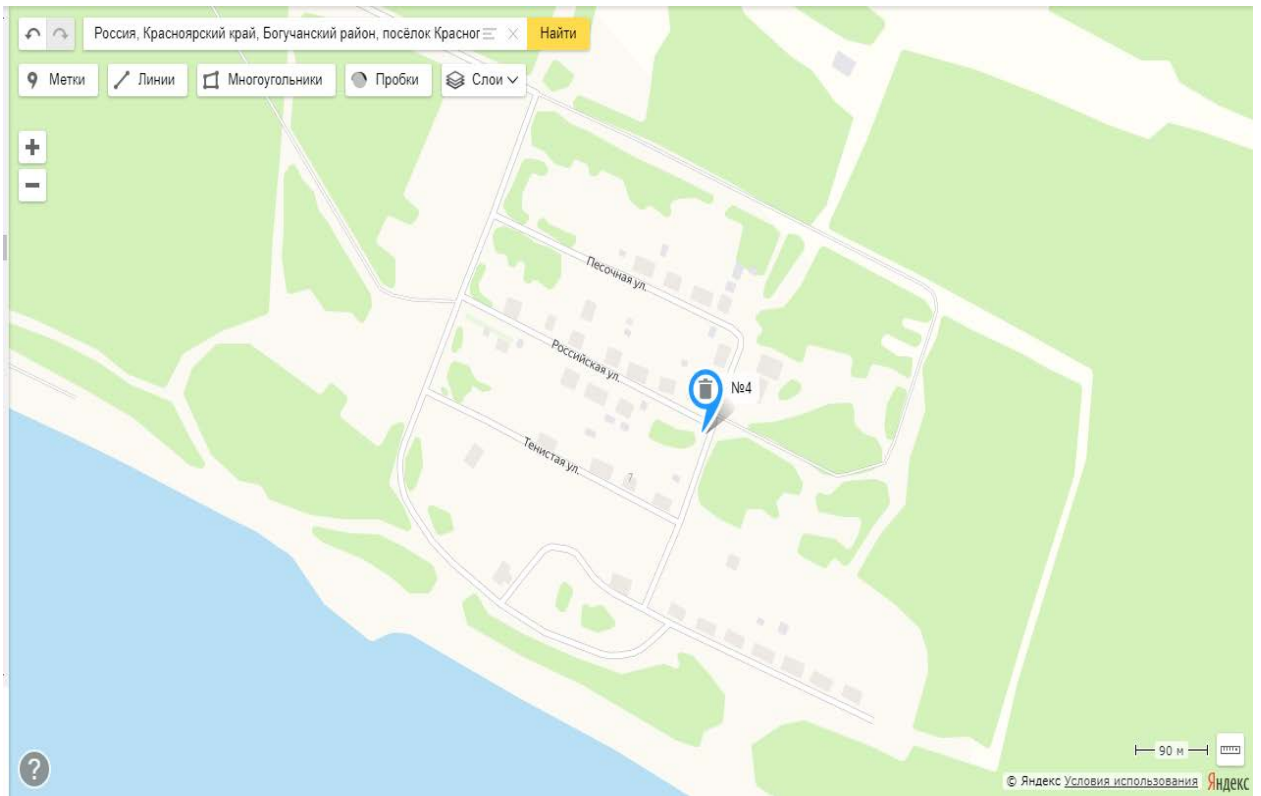 Россия, Красноярский край, Богучанский район, посёлок Красног
Найти
Метки
Линии
Многоугольники
Пробки
Слои
Песочная ул.
Российская ул.
№4
Тенистая ул.
7
90 м
?
© Яндекс Условия использования Яндекс